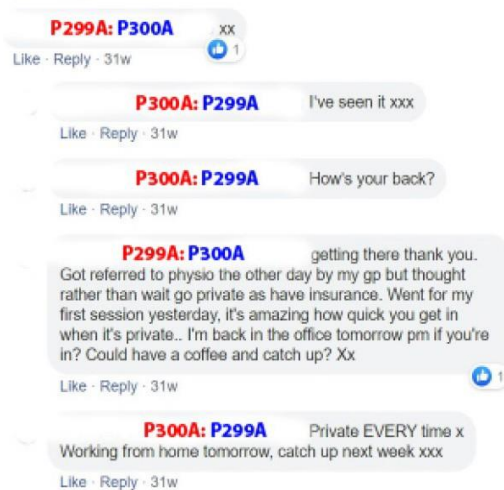 P299A: P300A xx
1
Like · Reply · 31w
P300A: P299A I've seen it xxx
Like · Reply · 31w
P300A: P299A How's your back?
Like · Reply · 31w
P299A: P300A getting there thank you.
Got referred to physio the other day by my gp but thought
rather than wait go private as have insurance. Went for my
first session yesterday, it's amazing how quick you get in
when it's private.. I'm back in the office tomorrow pm if you're
in? Could have a coffee and catch up? Xx
1
Like · Reply · 31w
P300A: P299A Private EVERY time x
Working from home tomorrow, catch up next week xxx
Like · Reply · 31w